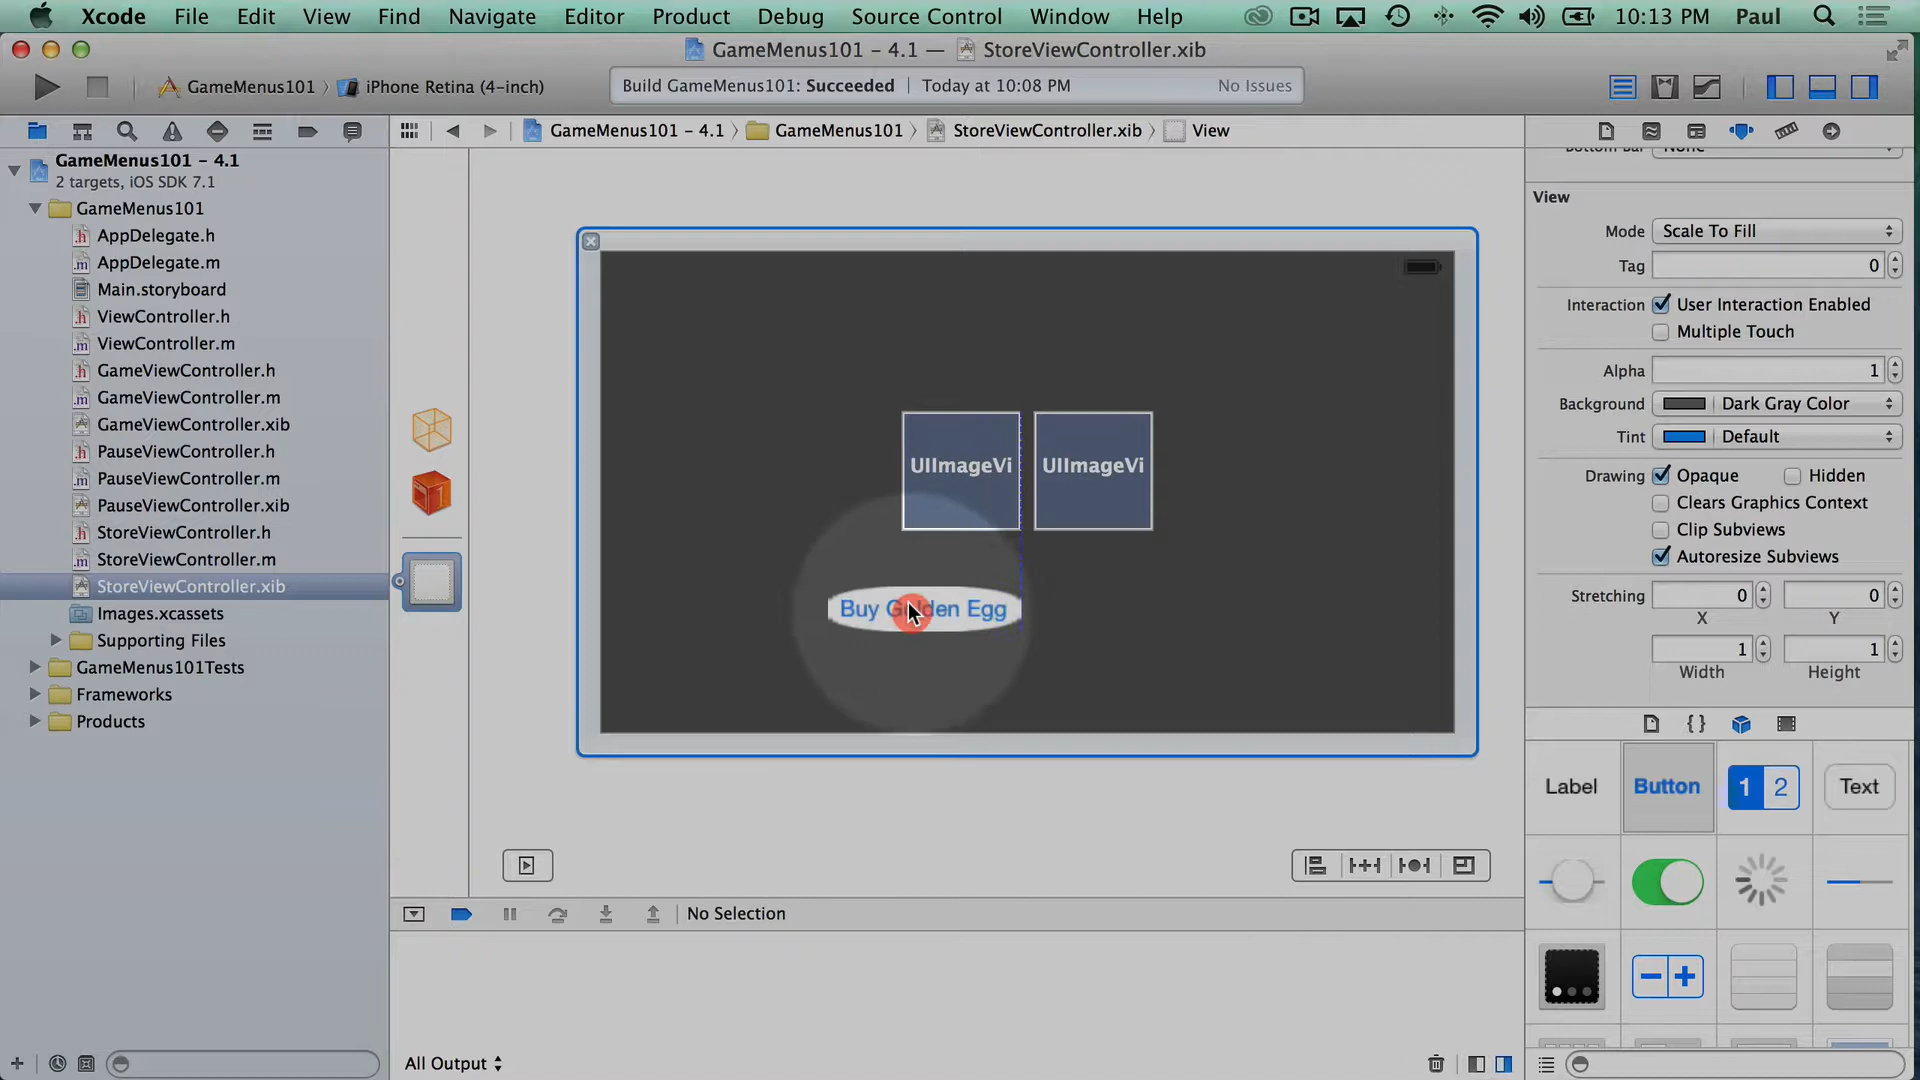 Xcode File Edit View Find Navigate Editor Product Debug Source Control Window Help 10:13 PM Paul
GameMenus101 – 4.1 — StoreViewController.xib
GameMenus101 iPhone Retina (4-inch)
Build GameMenus101: Succeeded | Today at 10:08 PM No Issues
GameMenus101 - 4.1 GameMenus101 StoreViewController.xib View
GameMenus101 – 4.1
2 targets, iOS SDK 7.1
GameMenus101
AppDelegate.h
AppDelegate.m
Main.storyboard
ViewController.h
ViewController.m
GameViewController.h
GameViewController.m
GameViewController.xib
PauseViewController.h
PauseViewController.m
PauseViewController.xib
StoreViewController.h
StoreViewController.m
StoreViewController.xib
Images.xcassets
Supporting Files
GameMenus101Tests
Frameworks
Products
UIImageVi UIImageVi
Buy Golden Egg
No Selection
All Output
View
Mode Scale To Fill
Tag 0
Interaction User Interaction Enabled
Multiple Touch
Alpha 1
Background Dark Gray Color
Tint Default
Drawing Opaque Hidden
Clears Graphics Context
Clip Subviews
Autoresize Subviews
Stretching 0 0
X Y
1 1
Width Height
Label Button 1 2 Text